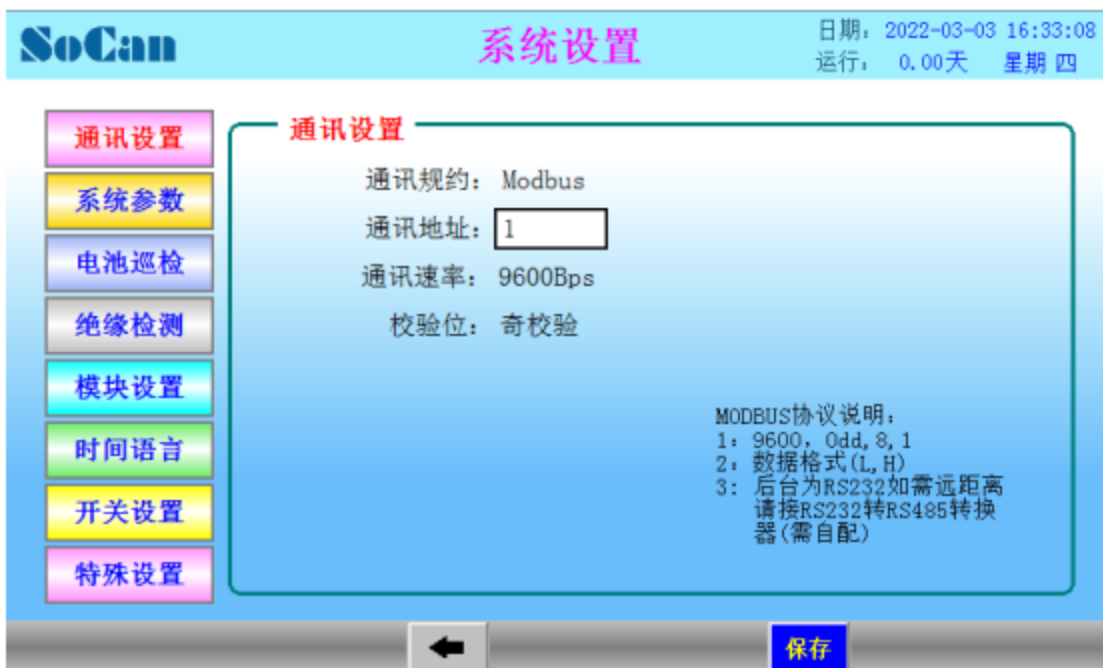 SoCan
系统设置
日期：2022-03-03 16:33:08
运行： 0.00天 星期 四
通讯设置
系统参数
电池巡检
绝缘检测
模块设置
时间语言
开关设置
特殊设置
通讯设置
通讯规约： Modbus
通讯地址： 1
通讯速率： 9600Bps
校验位： 奇校验
MODBUS协议说明：
1：9600，Odd,8,1
2：数据格式(L,H)
3：后台为RS232如需远距离
请接RS232转RS485转换
器(需自配)
保存